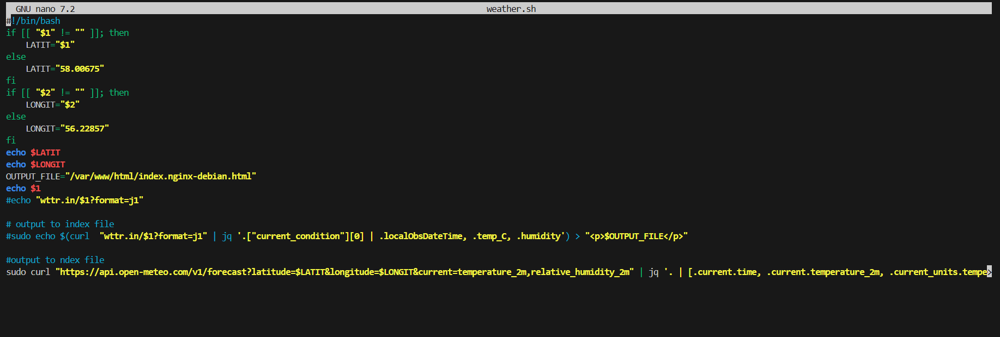 GNU nano 7.2 weather.sh
#!/bin/bash
if [[ "$1" != "" ]]; then
    LATIT="$1"
else
    LATIT="58.00675"
fi
if [[ "$2" != "" ]]; then
    LONGIT="$2"
else
    LONGIT="56.22857"
fi
echo $LATIT
echo $LONGIT
OUTPUT_FILE="/var/www/html/index.nginx-debian.html"
echo $1
#echo "wttr.in/$1?format=j1"

# output to index file
#sudo echo $(curl  "wttr.in/$1?format=j1" | jq '.["current_condition"][0] | .localObsDateTime, .temp_C, .humidity') > "<p>$OUTPUT_FILE</p>"

#output to ndex file
sudo curl "https://api.open-meteo.com/v1/forecast?latitude=$LATIT&longitude=$LONGIT&current=temperature_2m,relative_humidity_2m" | jq '. | [.current.time, .current.temperature_2m, .current_units.tempe>